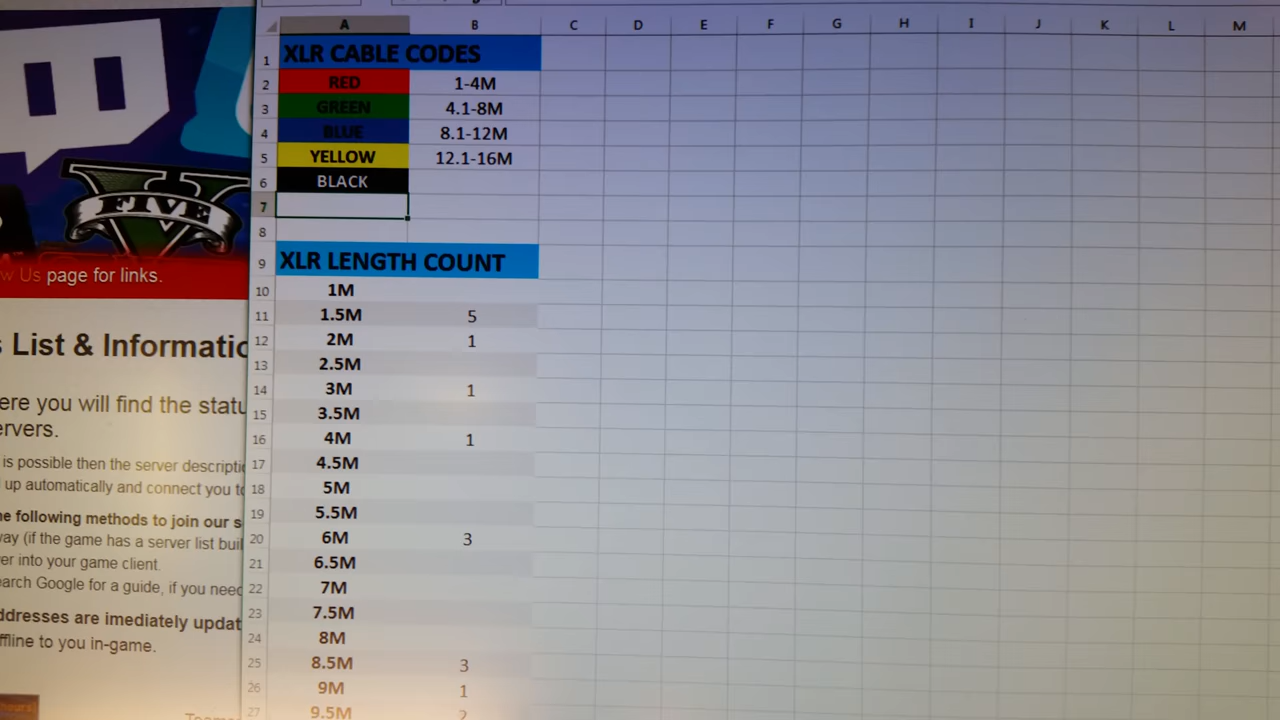 A B C D E F G H I J K L M
1 XLR CABLE CODES
2 RED 1-4M
3 GREEN 4.1-8M
4 BLUE 8.1-12M
5 YELLOW 12.1-16M
6 BLACK
7
8
9 XLR LENGTH COUNT
10 1M
11 1.5M 5
12 2M 1
13 2.5M
14 3M 1
15 3.5M
16 4M 1
17 4.5M
18 5M
19 5.5M
20 6M 3
21 6.5M
22 7M
23 7.5M
24 8M
25 8.5M 3
26 9M 1
27 9.5M 2
V
FIVE
w Us page for links.
s List & Informatic
ere you will find the statu
ervers.
is possible then the server descripti
up automatically and connect you to
ne following methods to join our s
way (if the game has a server list buil
er into your game client.
earch Google for a guide, if you need
ddresses are imediately updat
ffline to you in-game.
hours